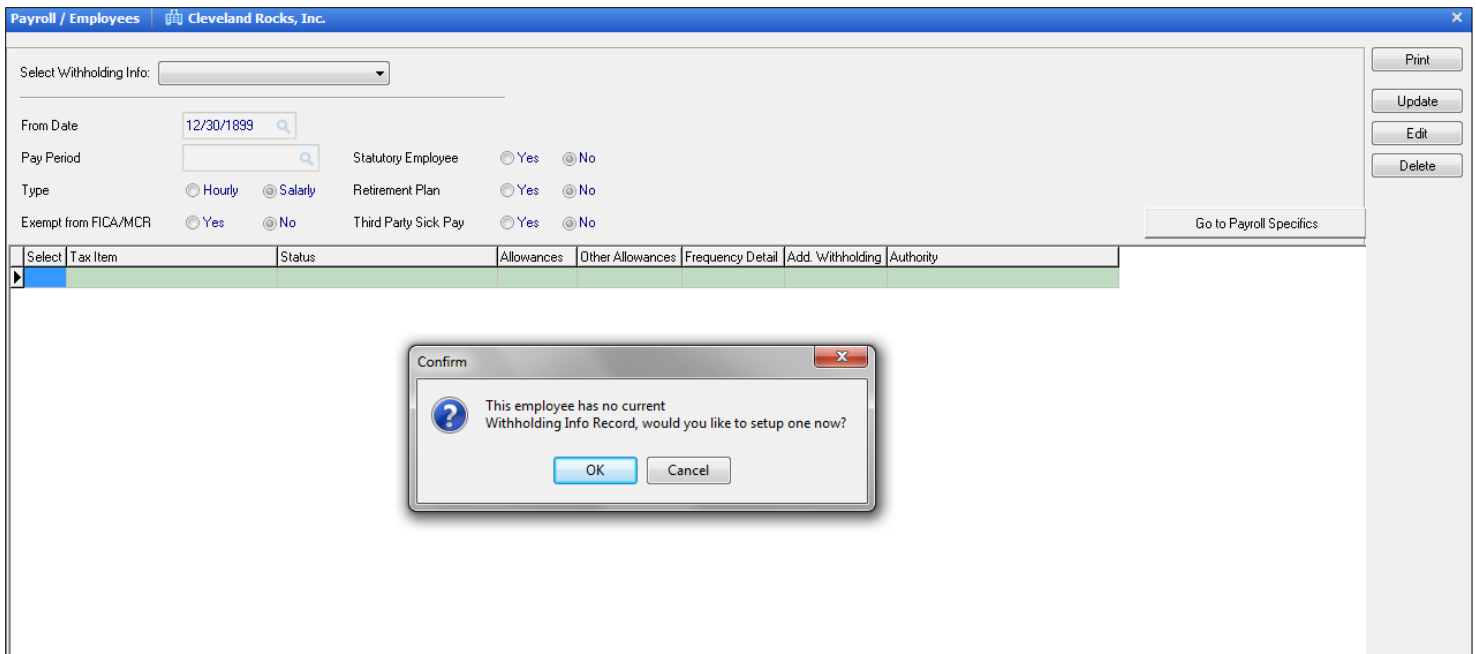 Payroll / Employees Cleveland Rocks, Inc.
Select Withholding Info:
Print
Update
Edit
Delete
From Date 12/30/1899
Pay Period Statutory Employee Yes No
Type Hourly Salarly Retirement Plan Yes No
Exempt from FICA/MCR Yes No Third Party Sick Pay Yes No
Go to Payroll Specifics
Select Tax Item Status Allowances Other Allowances Frequency Detail Add. Withholding Authority
Confirm
This employee has no current
Withholding Info Record, would you like to setup one now?
OK Cancel